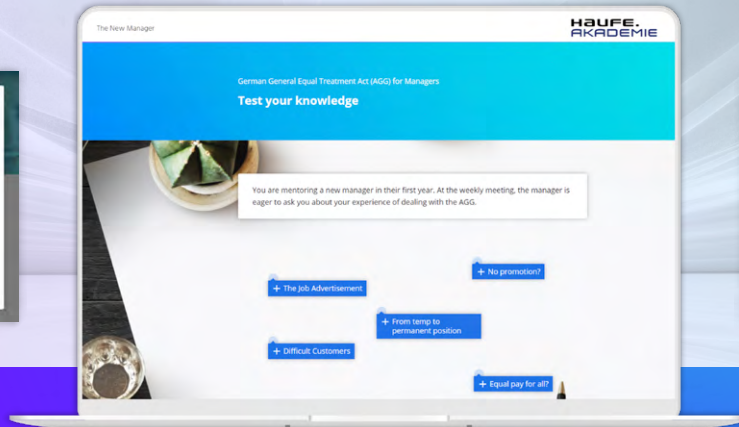 The New Manager
HAUFE.
AKADEMIE
German General Equal Treatment Act (AGG) for Managers
Test your knowledge
You are mentoring a new manager in their first year. At the weekly meeting, the manager is
eager to ask you about your experience of dealing with the AGG.
+ No promotion?
+ The Job Advertisement
+ From temp to
permanent position
+ Difficult Customers
+ Equal pay for all?